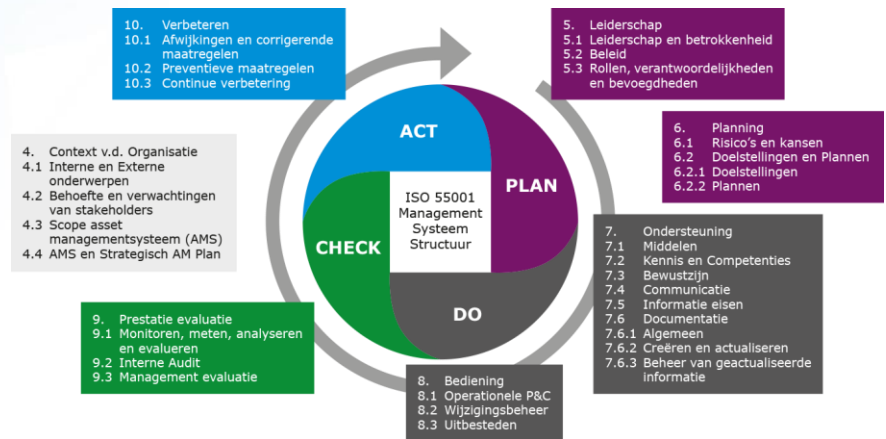 10. Verbeteren
10.1 Afwijkingen en corrigerende
maatregelen
10.2 Preventieve maatregelen
10.3 Continue verbetering
5. Leiderschap
5.1 Leiderschap en betrokkenheid
5.2 Beleid
5.3 Rollen, verantwoordelijkheden
en bevoegdheden
6. Planning
6.1 Risico's en kansen
6.2 Doelstellingen en Plannen
6.2.1 Doelstellingen
6.2.2 Plannen
4. Context v.d. Organisatie
4.1 Interne en Externe
onderwerpen
4.2 Behoefte en verwachtingen
van stakeholders
4.3 Scope asset
managementsysteem (AMS)
4.4 AMS en Strategisch AM Plan
ACT
PLAN
ISO 55001
Management
Systeem
Structuur
CHECK
DO
7. Ondersteuning
7.1 Middelen
7.2 Kennis en Competenties
7.3 Bewustzijn
7.4 Communicatie
7.5 Informatie eisen
7.6 Documentatie
7.6.1 Algemeen
7.6.2 Creëren en actualiseren
7.6.3 Beheer van geactualiseerde
informatie
9. Prestatie evaluatie
9.1 Monitoren, meten, analyseren
en evalueren
9.2 Interne Audit
9.3 Management evaluatie
8. Bediening
8.1 Operationele P&C
8.2 Wijzigingsbeheer
8.3 Uitbesteden